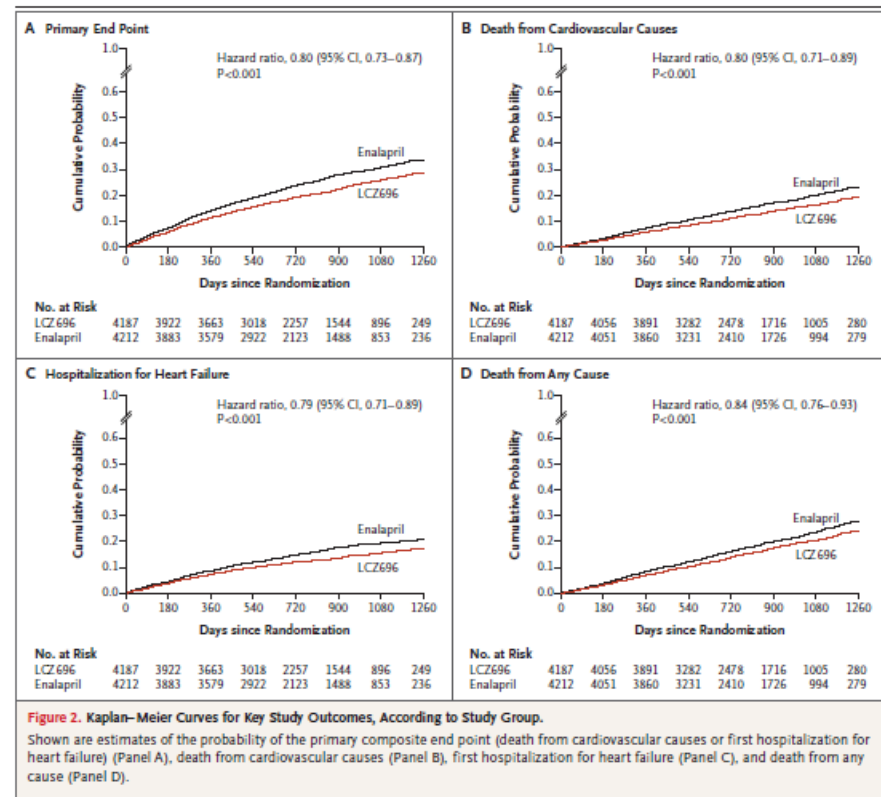 A Primary End Point
1.0
0.6
0.5
0.4
0.3
0.2
0.1
0.0
Cumulative Probability
Hazard ratio, 0.80 (95% CI, 0.73–0.87)
P<0.001
Enalapril
LCZ696
0 180 360 540 720 900 1080 1260
Days since Randomization
No. at Risk
LCZ696 4187 3922 3663 3018 2257 1544 896 249
Enalapril 4212 3883 3579 2922 2123 1488 853 236
B Death from Cardiovascular Causes
1.0
0.6
0.5
0.4
0.3
0.2
0.1
0.0
Cumulative Probability
Hazard ratio, 0.80 (95% CI, 0.71–0.89)
P<0.001
Enalapril
LCZ696
0 180 360 540 720 900 1080 1260
Days since Randomization
No. at Risk
LCZ696 4187 4056 3891 3282 2478 1716 1005 280
Enalapril 4212 4051 3860 3231 2410 1726 994 279
C Hospitalization for Heart Failure
1.0
0.6
0.5
0.4
0.3
0.2
0.1
0.0
Cumulative Probability
Hazard ratio, 0.79 (95% CI, 0.71–0.89)
P<0.001
Enalapril
LCZ696
0 180 360 540 720 900 1080 1260
Days since Randomization
No. at Risk
LCZ696 4187 3922 3663 3018 2257 1544 896 249
Enalapril 4212 3883 3579 2922 2123 1488 853 236
D Death from Any Cause
1.0
0.6
0.5
0.4
0.3
0.2
0.1
0.0
Cumulative Probability
Hazard ratio, 0.84 (95% CI, 0.76–0.93)
P<0.001
Enalapril
LCZ696
0 180 360 540 720 900 1080 1260
Days since Randomization
No. at Risk
LCZ696 4187 4056 3891 3282 2478 1716 1005 280
Enalapril 4212 4051 3860 3231 2410 1726 994 279
Figure 2. Kaplan–Meier Curves for Key Study Outcomes, According to Study Group.
Shown are estimates of the probability of the primary composite end point (death from cardiovascular causes or first hospitalization for
heart failure) (Panel A), death from cardiovascular causes (Panel B), first hospitalization for heart failure (Panel C), and death from any
cause (Panel D).